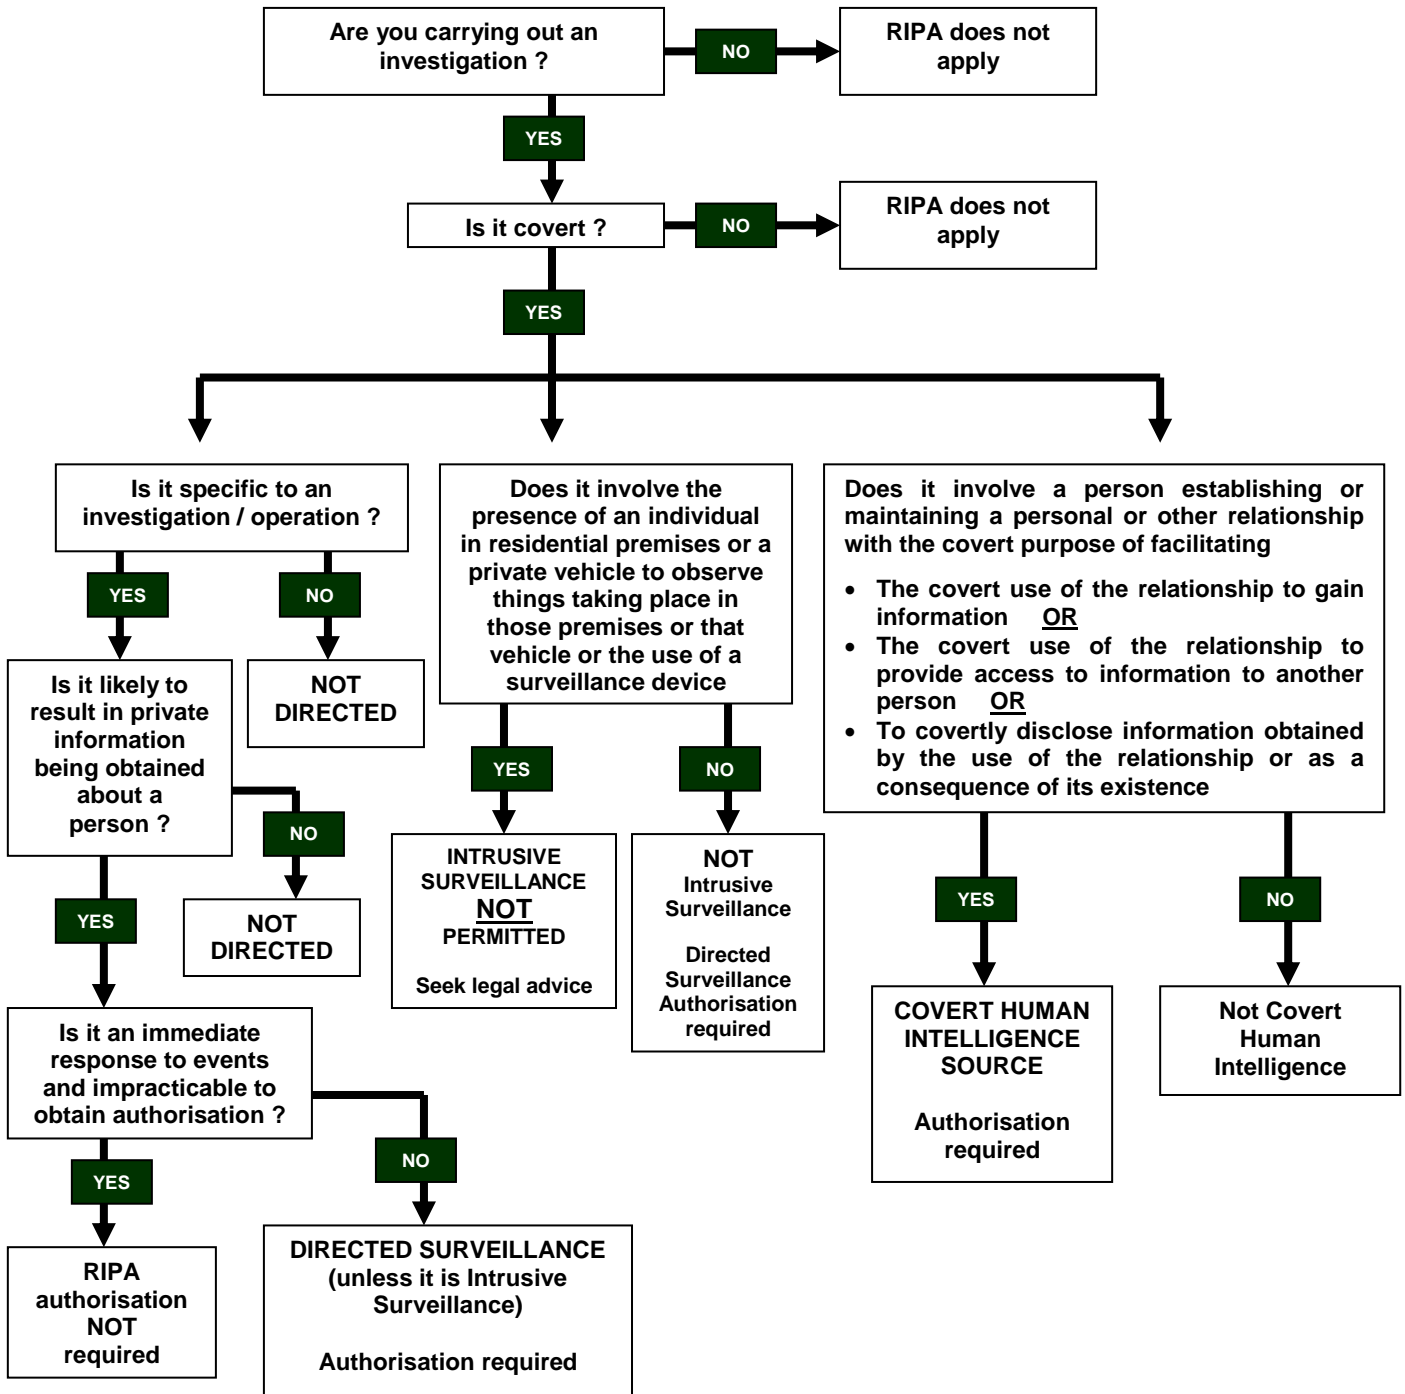 Are you carrying out an
investigation ?
NO
RIPA does not
apply
YES
Is it covert ?
NO
RIPA does not
apply
YES
Is it specific to an
investigation / operation ?
YES
NO
NOT
DIRECTED
Is it likely to
result in private
information
being obtained
about a
person ?
NO
NOT
DIRECTED
YES
Is it an immediate
response to events
and impracticable to
obtain authorisation ?
YES
NO
RIPA
authorisation
NOT
required
DIRECTED SURVEILLANCE
(unless it is Intrusive
Surveillance)
Authorisation required
Does it involve the
presence of an individual
in residential premises or a
private vehicle to observe
things taking place in
those premises or that
vehicle or the use of a
surveillance device
YES
NO
INTRUSIVE
SURVEILLANCE
NOT
PERMITTED
Seek legal advice
NOT
Intrusive
Surveillance
Directed
Surveillance
Authorisation
required
Does it involve a person establishing or
maintaining a personal or other relationship
with the covert purpose of facilitating
• The covert use of the relationship to gain
information OR
• The covert use of the relationship to
provide access to information to another
person OR
• To covertly disclose information obtained
by the use of the relationship or as a
consequence of its existence
YES
NO
COVERT HUMAN
INTELLIGENCE
SOURCE
Authorisation
required
Not Covert
Human
Intelligence